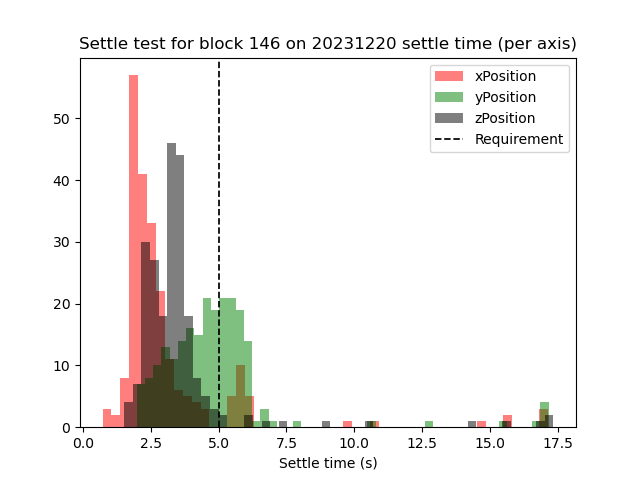 Settle test for block 146 on 20231220 settle time (per axis)
xPosition
yPosition
zPosition
Requirement
50
40
30
20
10
0
0.0 2.5 5.0 7.5 10.0 12.5 15.0 17.5
Settle time (s)